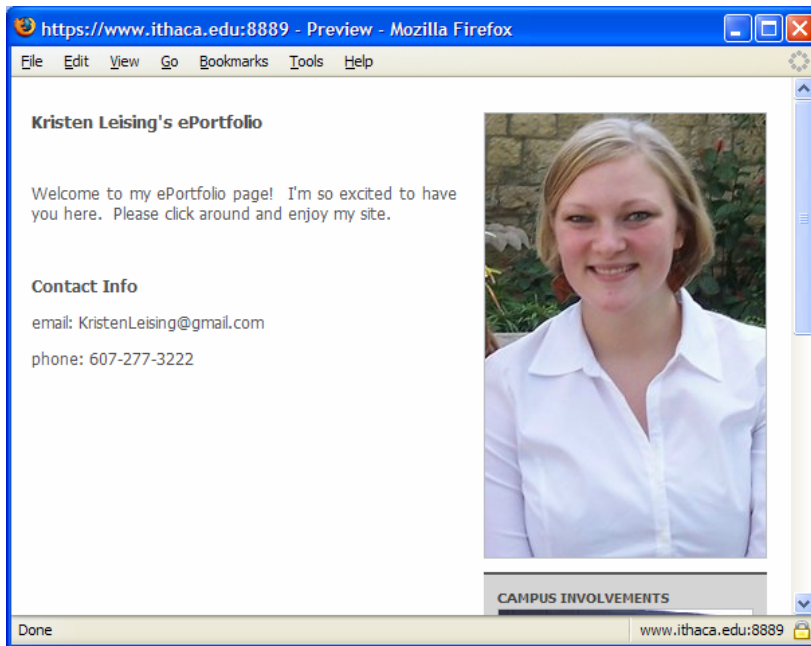 https://www.ithaca.edu:8889 - Preview - Mozilla Firefox
File Edit View Go Bookmarks Tools Help
Kristen Leising's ePortfolio
Welcome to my ePortfolio page! I'm so excited to have
you here. Please click around and enjoy my site.
Contact Info
email: KristenLeising@gmail.com
phone: 607-277-3222
CAMPUS INVOLVEMENTS
Done www.ithaca.edu:8889